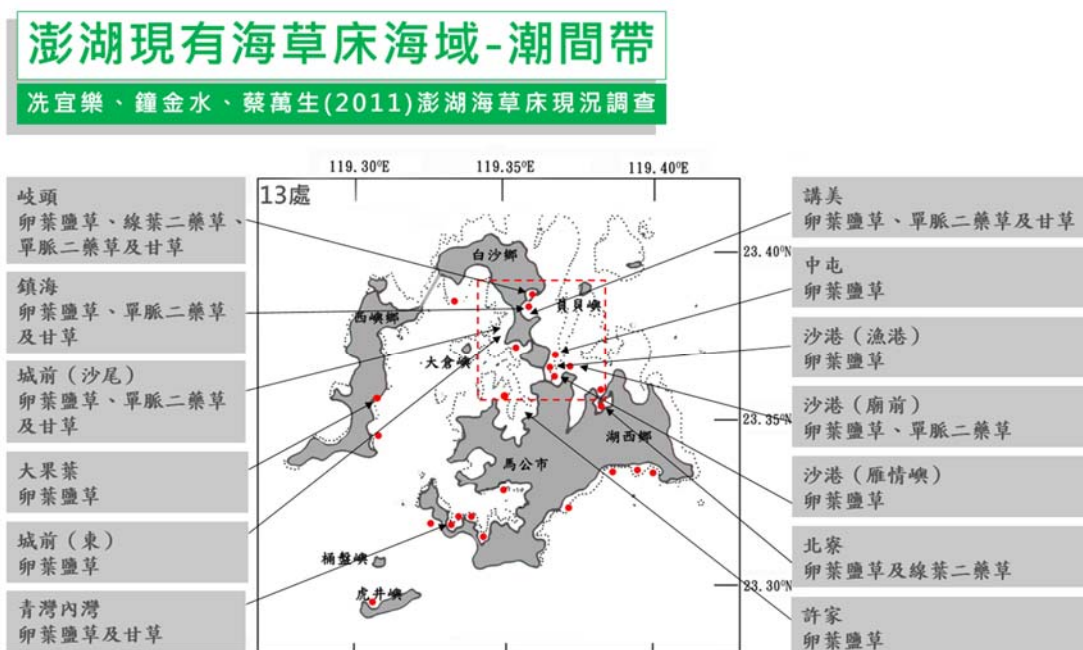 澎湖現有海草床海域-潮間帶
冼宜樂、鐘金水、蔡萬生(2011)澎湖海草床現況調查
119.30⁰E
119.35⁰E
119.40⁰E
13處
岐頭
卵葉鹽草、線葉二藥草、
單脈二藥草及甘草
鎮海
卵葉鹽草、單脈二藥草
及甘草
城前（沙尾）
卵葉鹽草、單脈二藥草
及甘草
大果葉
卵葉鹽草
城前（東）
卵葉鹽草
青灣內灣
卵葉鹽草及甘草
白沙鄉
西嶼鄉
員貝嶼
大倉嶼
湖西鄉
馬公市
桶盤嶼
虎井嶼
23.40⁰N
23.35⁰N
23.30⁰N
講美
卵葉鹽草、單脈二藥草及甘草
中屯
卵葉鹽草
沙港（漁港）
卵葉鹽草
沙港（廟前）
卵葉鹽草、單脈二藥草
沙港（雁情嶼）
卵葉鹽草
北寮
卵葉鹽草及線葉二藥草
許家
卵葉鹽草